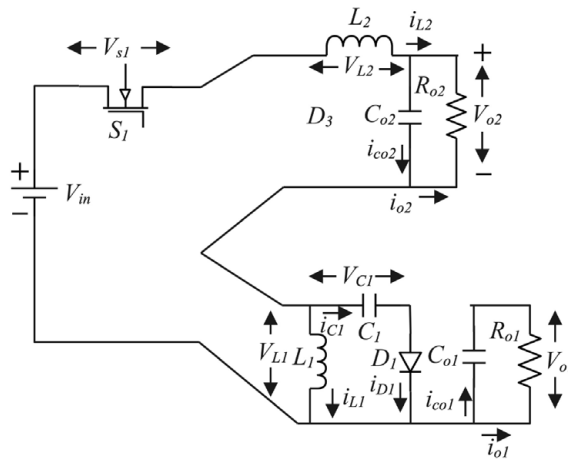 L2 iL2
Vs1
VL2
+
S1
D3
Co2
Ro2
Vo2
ico2
−
io2
+
Vin
−
VC1
iC1
C1
VL1
L1
D1
Co1
Ro1
Vo
iL1
iD1
ico1
io1